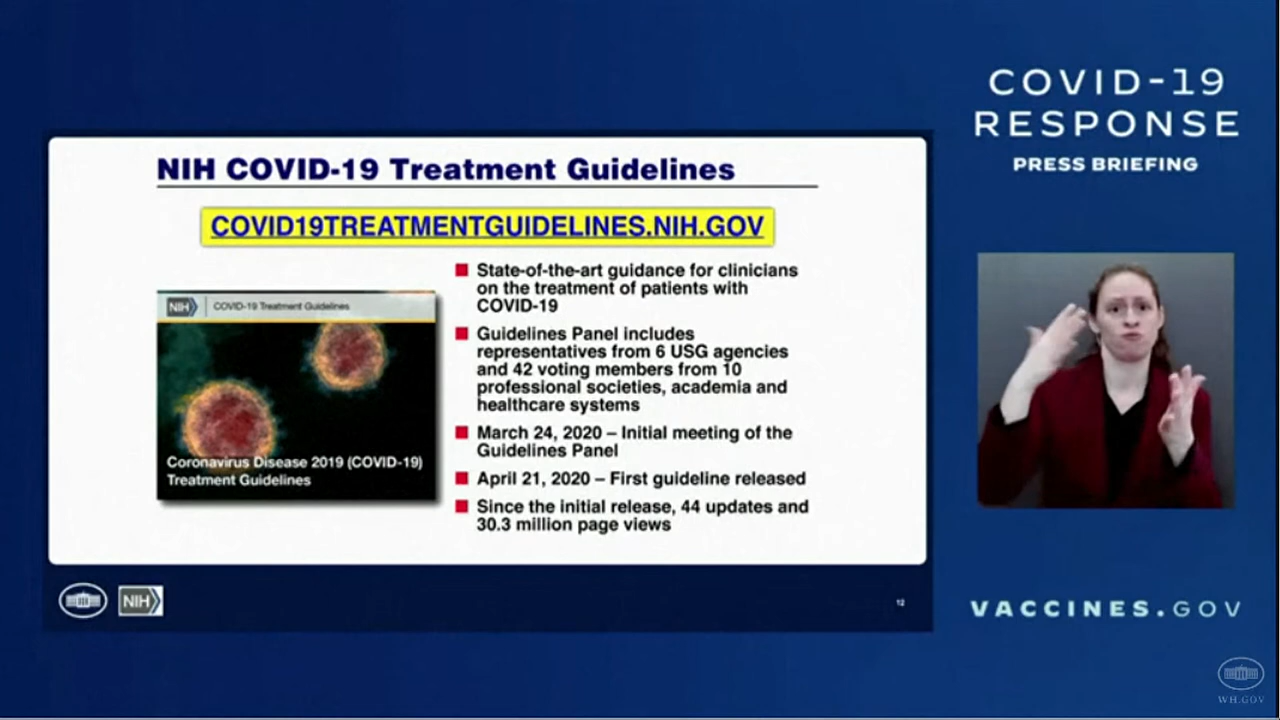 COVID-19
RESPONSE
PRESS BRIEFING
NIH COVID-19 Treatment Guidelines
COVID19TREATMENTGUIDELINES.NIH.GOV
NIH
COVID-19 Treatment Guidelines
Coronavirus Disease 2019 (COVID-19)
Treatment Guidelines
State-of-the-art guidance for clinicians
on the treatment of patients with
COVID-19
Guidelines Panel includes
representatives from 6 USG agencies
and 42 voting members from 10
professional societies, academia and
healthcare systems
March 24, 2020 – Initial meeting of the
Guidelines Panel
April 21, 2020 – First guideline released
Since the initial release, 44 updates and
30.3 million page views
NIH
12
VACCINES.GOV
WH.GOV